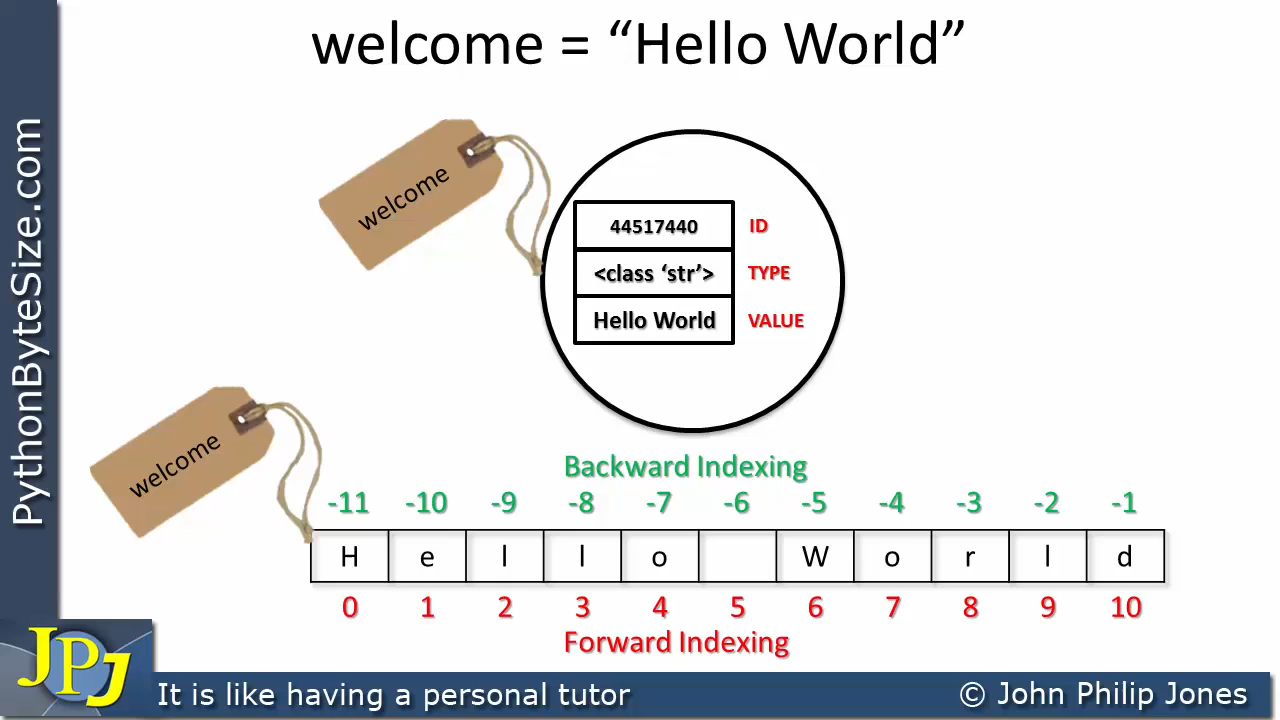 welcome = “Hello World”
PythonByteSize.com
welcome
44517440 ID
<class ‘str’> TYPE
Hello World VALUE
welcome
Backward Indexing
-11 -10 -9 -8 -7 -6 -5 -4 -3 -2 -1
H e l l o W o r l d
0 1 2 3 4 5 6 7 8 9 10
Forward Indexing
JPJ
It is like having a personal tutor
© John Philip Jones